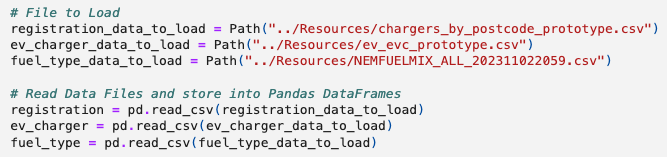 # File to Load
registration_data_to_load = Path("../Resources/chargers_by_postcode_prototype.csv")
ev_charger_data_to_load = Path("../Resources/ev_evc_prototype.csv")
fuel_type_data_to_load = Path("../Resources/NEMFUELMIX_ALL_202311022059.csv")
# Read Data Files and store into Pandas DataFrames
registration = pd.read_csv(registration_data_to_load)
ev_charger = pd.read_csv(ev_charger_data_to_load)
fuel_type = pd.read_csv(fuel_type_data_to_load)